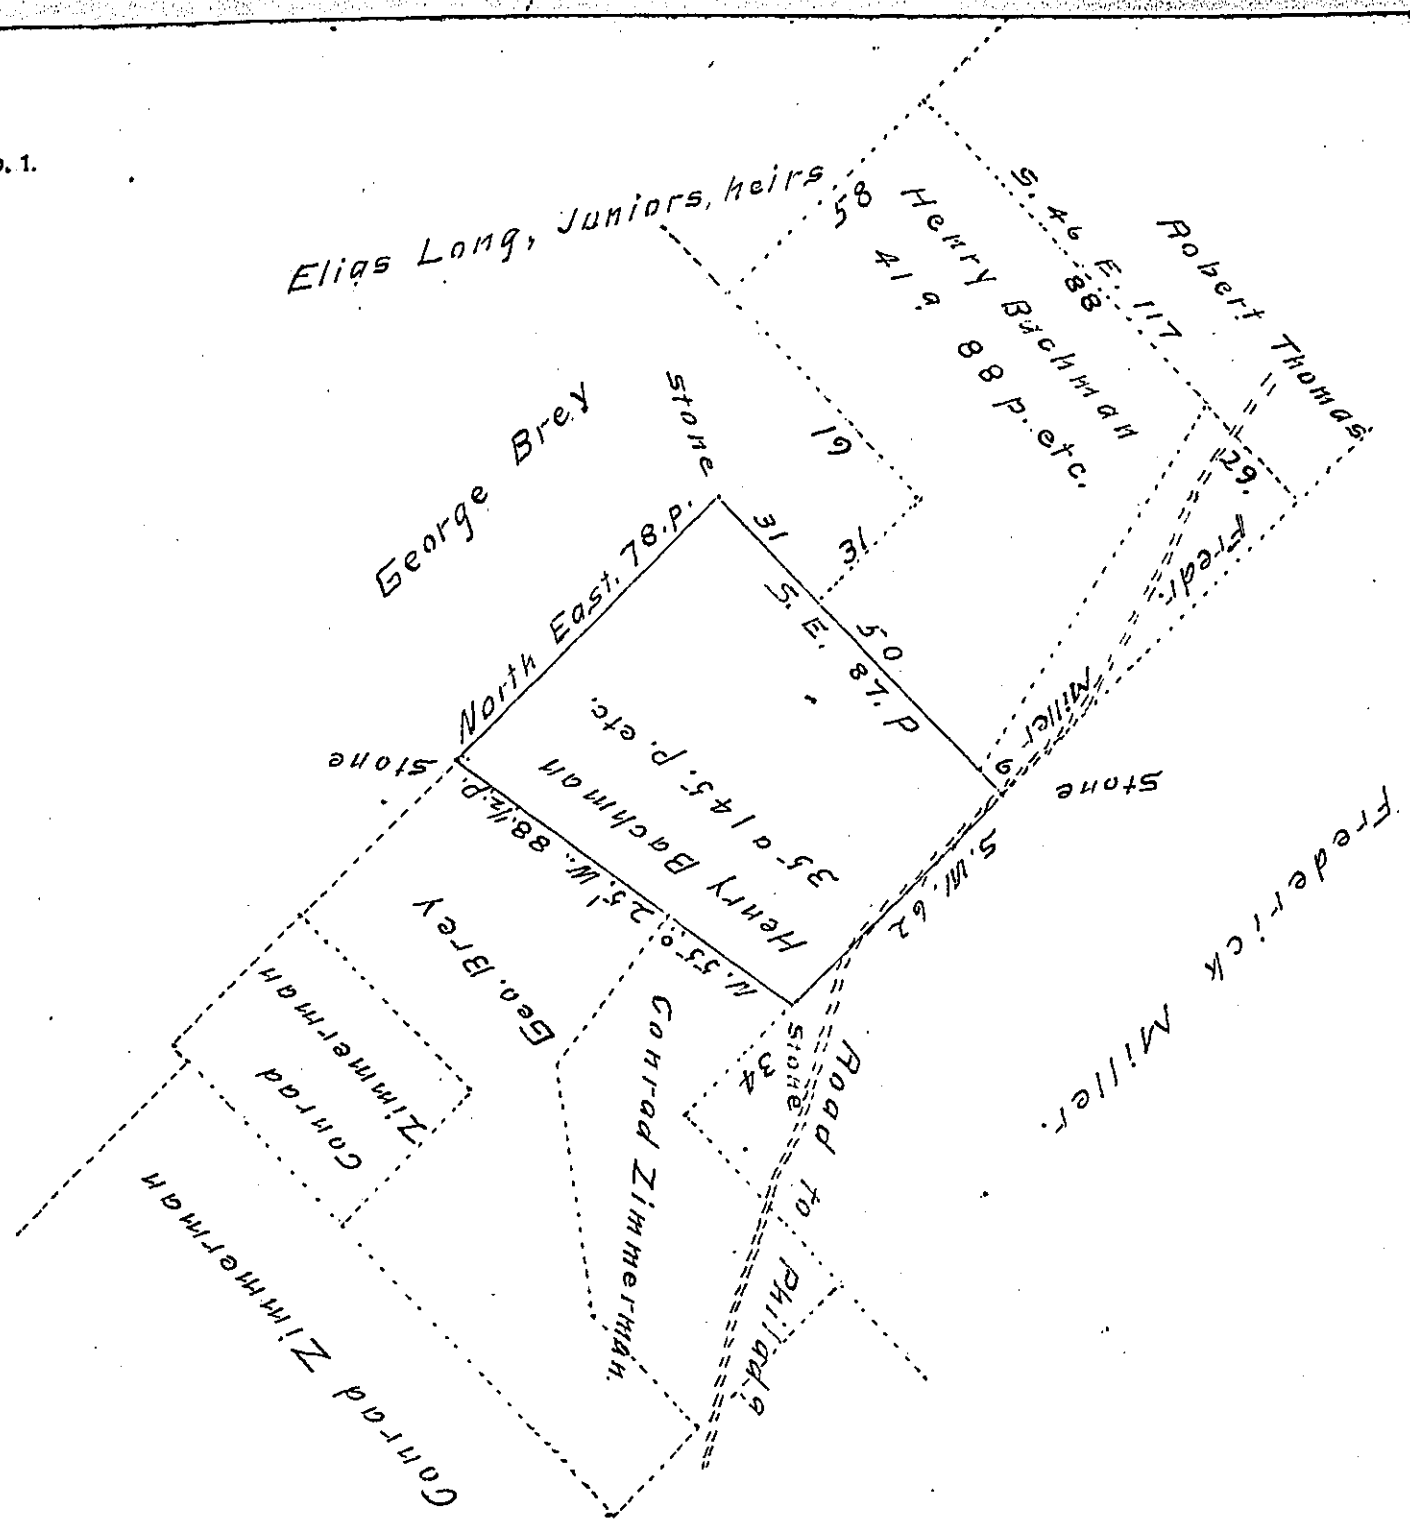 o. 1.
Elias Long, Juniors, heirs
58
Henry Buchman
41 a 88 p. etc.
S. 46 E. 117
88
Robert Thomas
29.
Fredr.
Miller
9
George Brey
stone
19
31
31
50
North East. 78. P.
S. E. 87. P
Henry Bachman
35 a 145. P. etc.
stone
N. 55° 25' W. 88. 1/2. P.
Stone
S. W. 62
Frederick Miller.
Geo. Brey
Conrad
Zimmerman
Conrad Zimmerman.
34
Stone
Road to Philad.a
Conrad Zimmerman